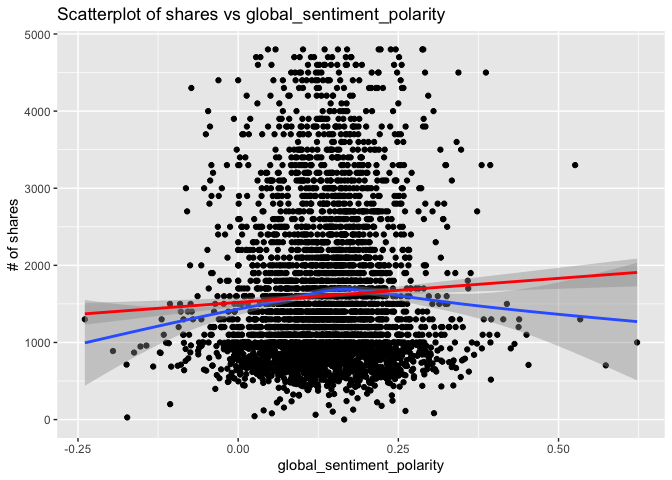 Scatterplot of shares vs global_sentiment_polarity
5000
4000
3000
2000
1000
0
# of shares
-0.25 0.00 0.25 0.50
global_sentiment_polarity